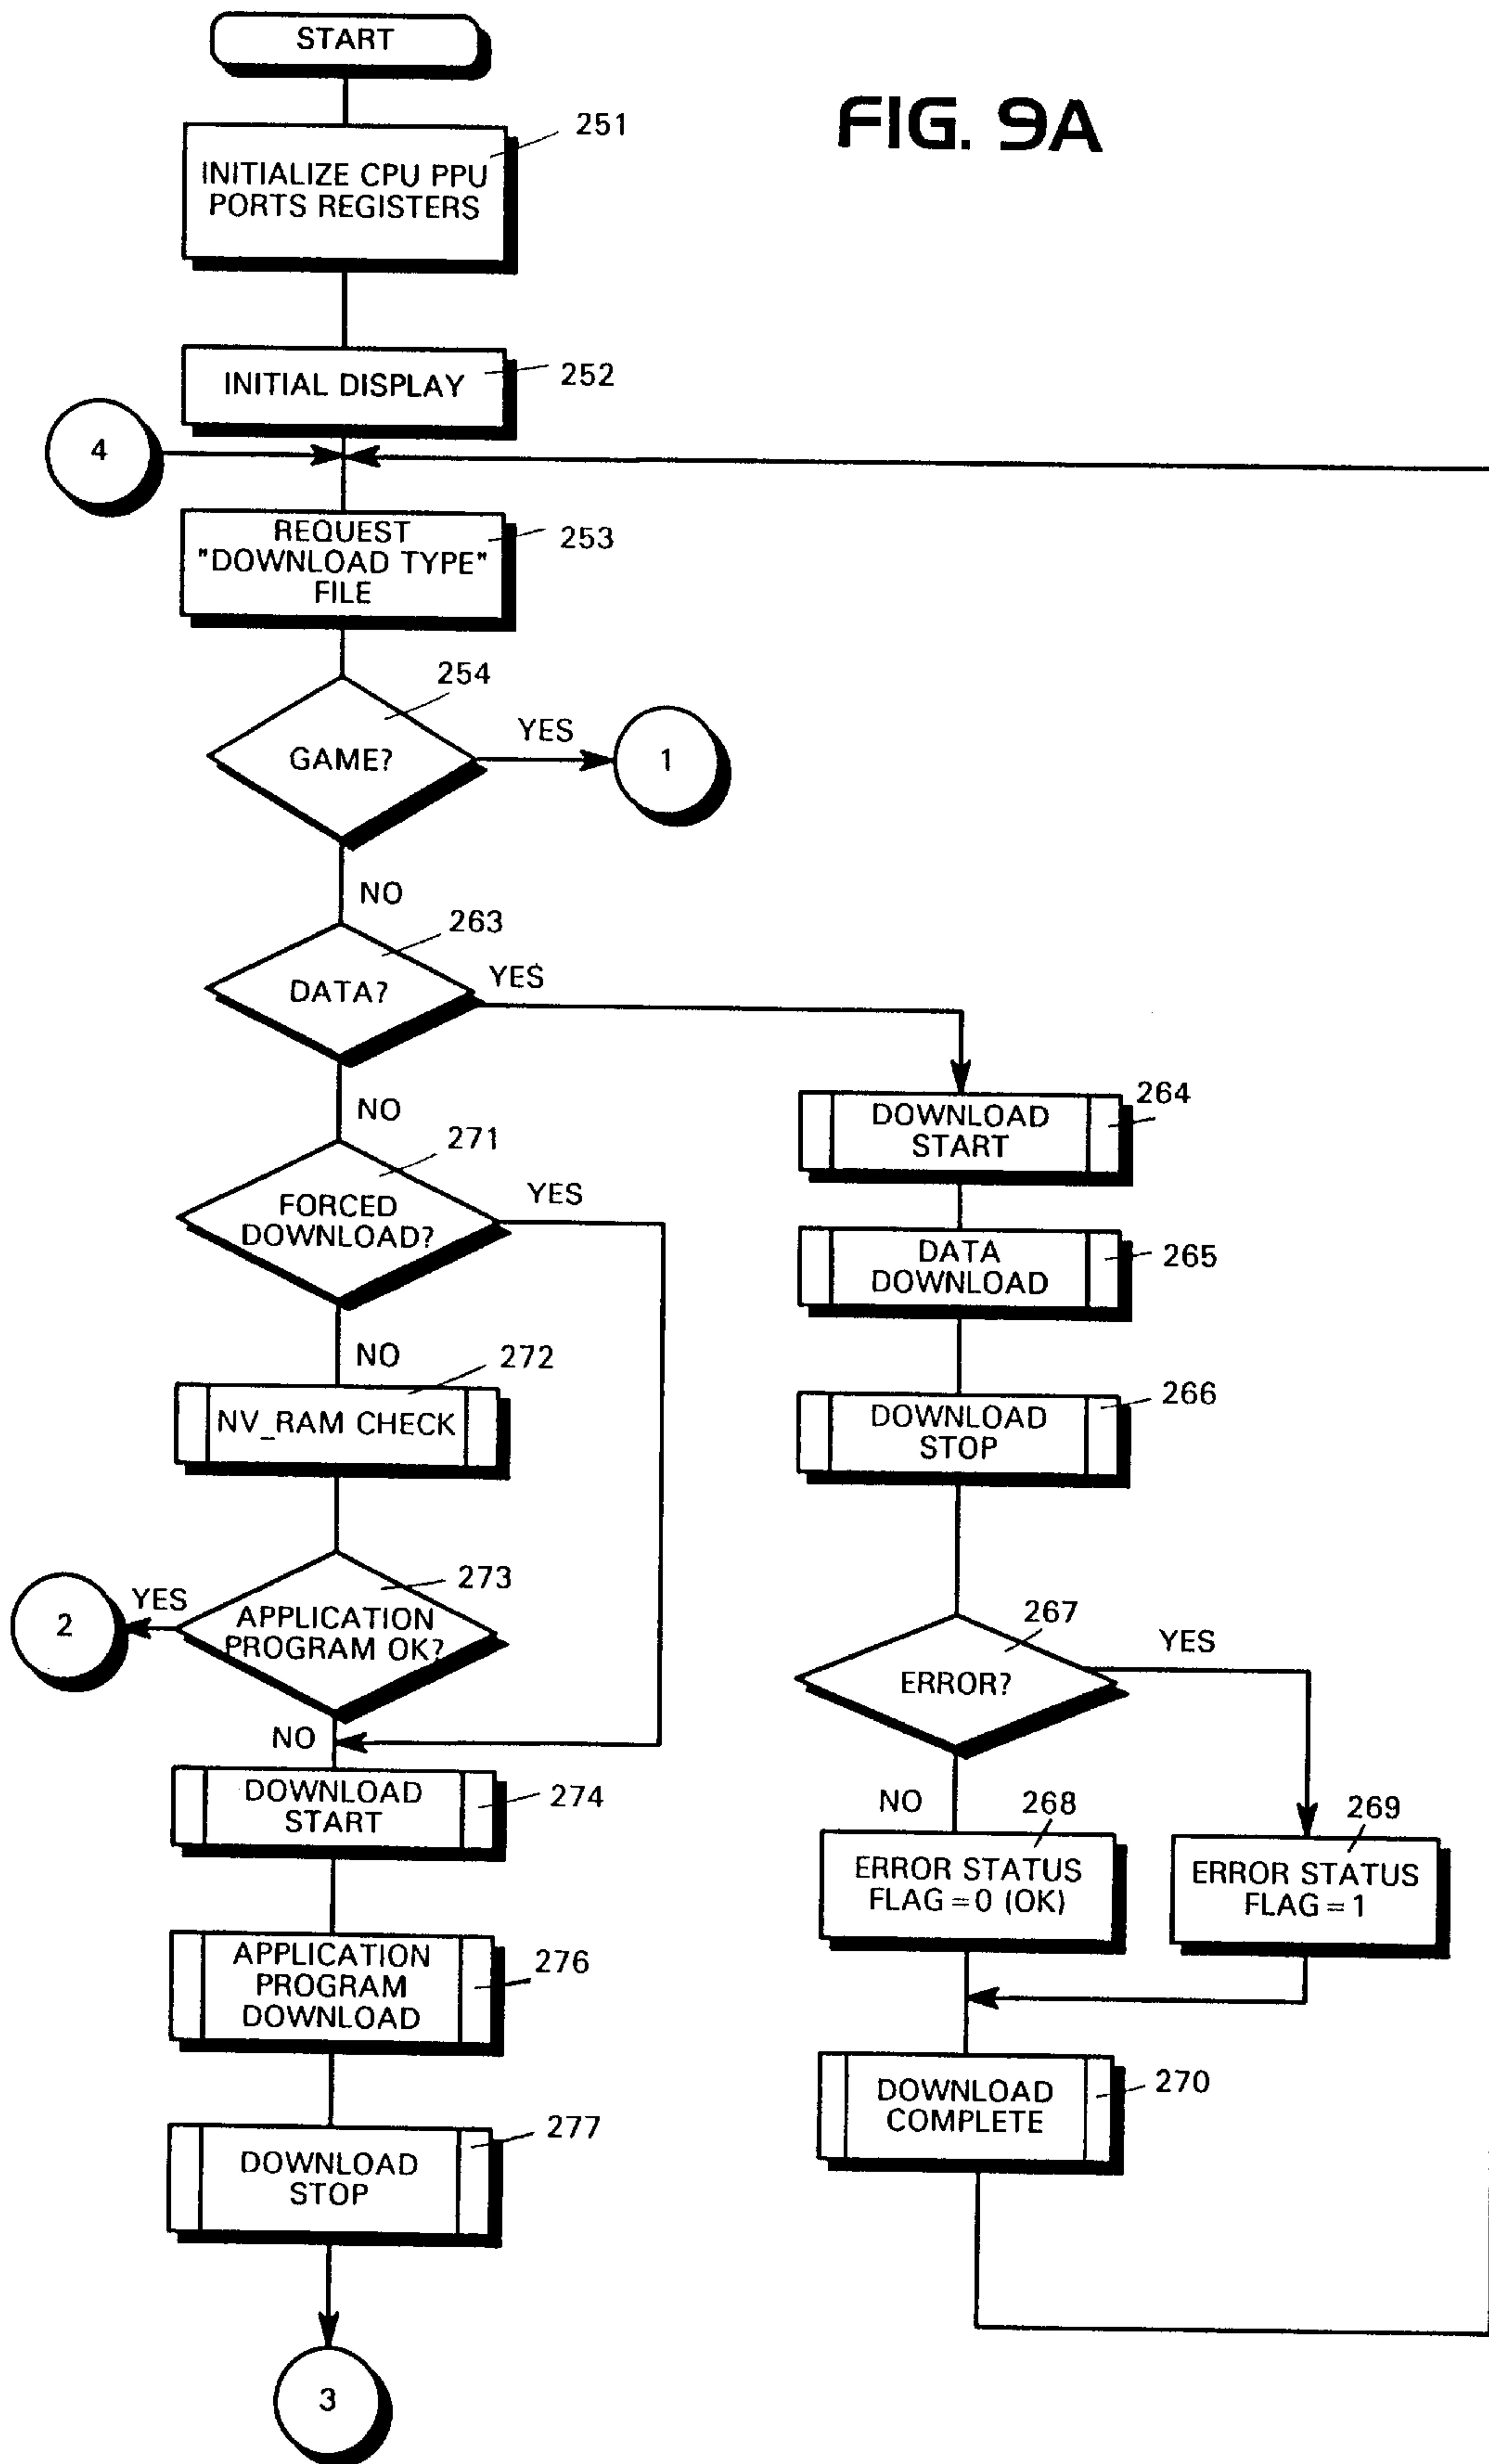 START
FIG. 9A
251
INITIALIZE CPU PPU
PORTS REGISTERS
INITIAL DISPLAY
252
4
REQUEST
"DOWNLOAD TYPE"
FILE
253
254
GAME?
YES
1
NO
263
DATA?
YES
NO
264
DOWNLOAD
START
271
FORCED
DOWNLOAD?
YES
DATA
DOWNLOAD
265
NO
272
NV_RAM CHECK
DOWNLOAD
STOP
266
273
APPLICATION
PROGRAM OK?
YES
2
NO
267
ERROR?
YES
NO
DOWNLOAD
START
274
268
ERROR STATUS
FLAG = 0 (OK)
269
ERROR STATUS
FLAG = 1
APPLICATION
PROGRAM
DOWNLOAD
276
DOWNLOAD
COMPLETE
270
277
DOWNLOAD
STOP
3